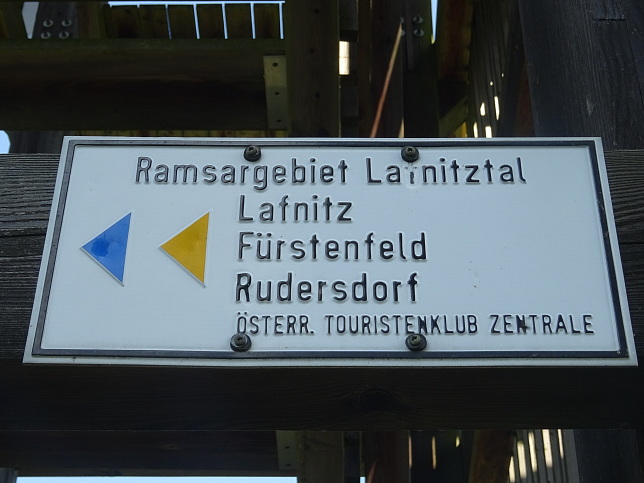 Ramsargebiet Lafnitztal
Lafnitz
Fürstenfeld
Rudersdorf
ÖSTERR. TOURISTENKLUB ZENTRALE